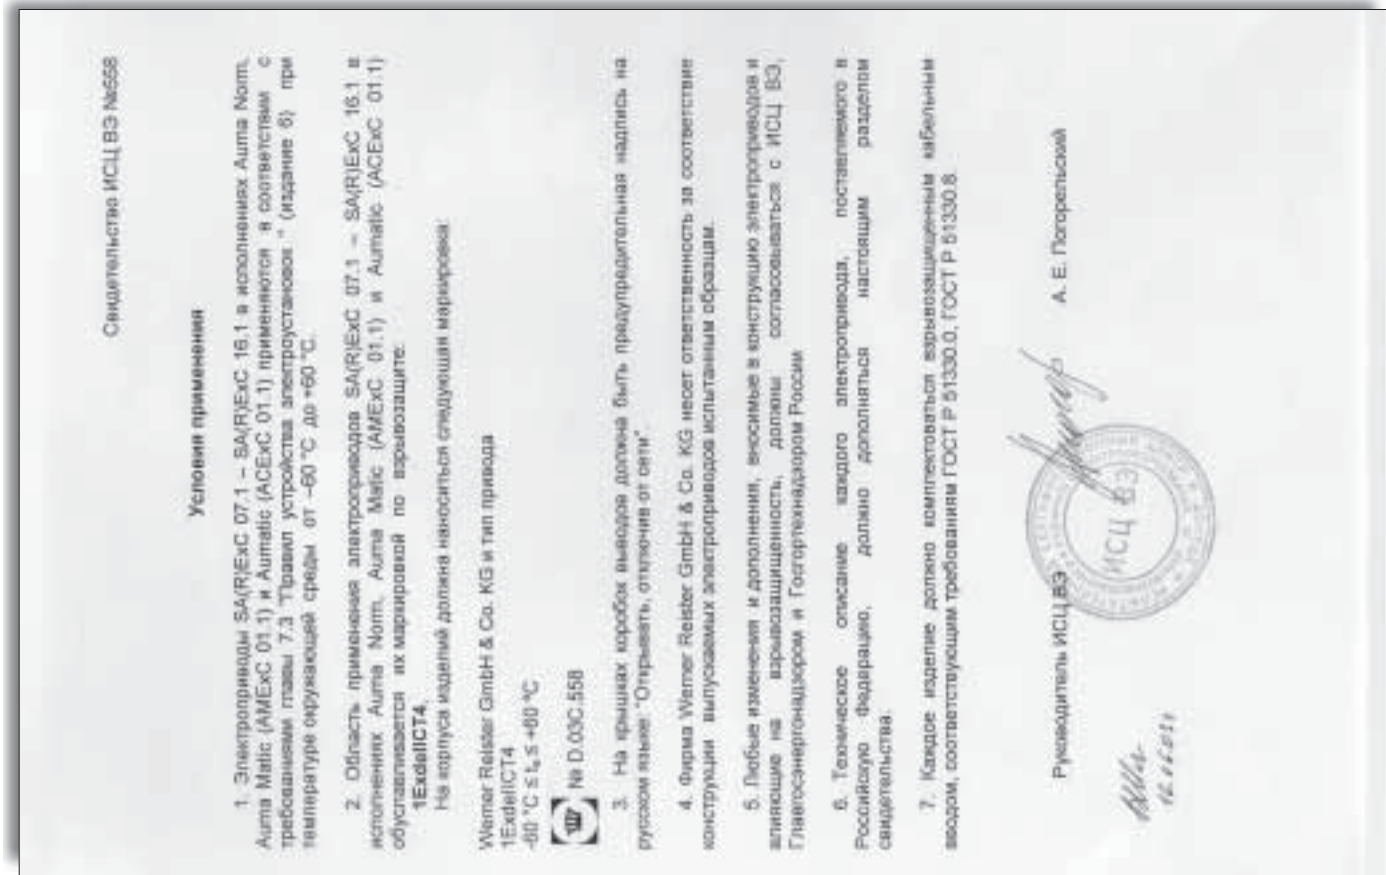 Свидетельство ИСЦ ВЭ №558
Условия применения
1. Электроприводы SA(R)ExC 07.1 – SA(R)ExC 16.1 в исполнениях Auma Norm,
Auma Matic (AMExC 01.1) и Aumatic (ACExC 01.1) применяются в соответствии с
требованиями главы 7.3 "Правил устройства электроустановок" (издание 6) при
температуре окружающей среды от –60 °С до +60 °С.
2. Область применения электроприводов SA(R)ExC 07.1 – SA(R)ExC 16.1 в
исполнениях Auma Norm, Auma Matic (AMExC 01.1) и Aumatic (ACExC 01.1)
обуславливается их маркировкой по взрывозащите:
1ExdeIICT4.
На корпуса изделий должна наноситься следующая маркировка:
Werner Reister GmbH & Co. KG и тип привода
1ExdeIICT4
-60 °C ≤ ta ≤ +60 °C
№ D.03C.558
3. На крышках коробок выводов должна быть предупредительная надпись на
русском языке: "Открывать, отключив от сети".
4. Фирма Werner Reister GmbH & Co. KG несет ответственность за соответствие
конструкции выпускаемых электроприводов испытанным образцам.
5. Любые изменения и дополнения, вносимые в конструкцию электроприводов и
влияющие на взрывозащищенность, должны согласовываться с ИСЦ ВЭ,
Главгосэнергонадзором и Госгортехнадзором России
6. Техническое описание каждого электропривода, поставляемого в
Российскую Федерацию, должно дополняться настоящим разделом
свидетельства.
7. Каждое изделие должно комплектоваться взрывозащищенным кабельным
вводом, соответствующим требованиям ГОСТ Р 51330.0, ГОСТ Р 51330.8.
Руководитель ИСЦ ВЭ А. Е. Погорельский
ИСЦ ВЭ